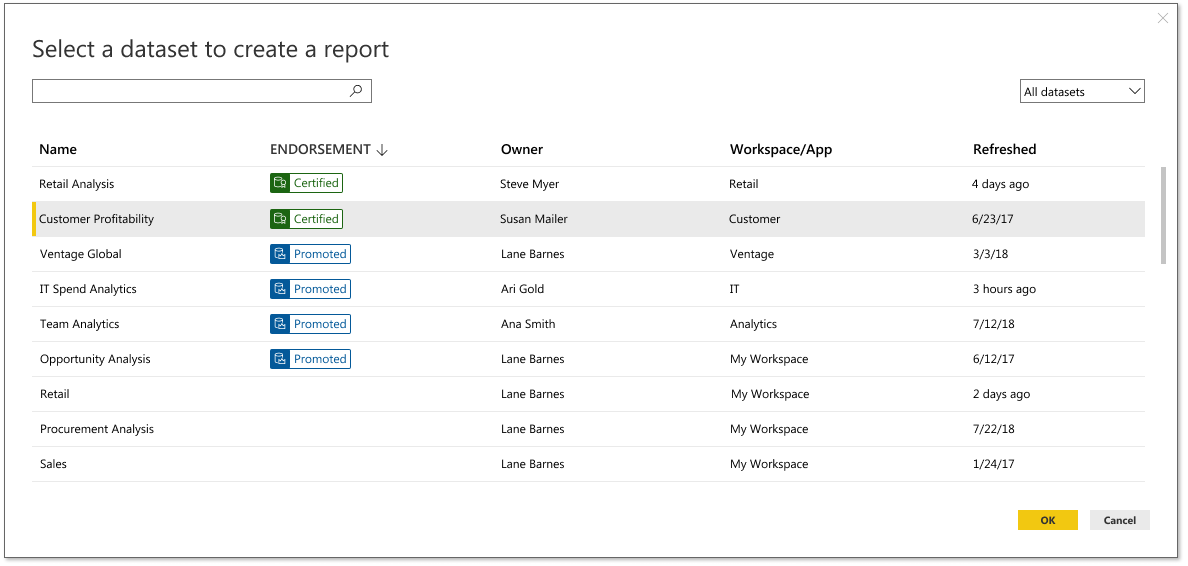 Select a dataset to create a report
All datasets
Name ENDORSEMENT Owner Workspace/App Refreshed
Retail Analysis Certified Steve Myer Retail 4 days ago
Customer Profitability Certified Susan Mailer Customer 6/23/17
Ventage Global Promoted Lane Barnes Ventage 3/3/18
IT Spend Analytics Promoted Ari Gold IT 3 hours ago
Team Analytics Promoted Ana Smith Analytics 7/12/18
Opportunity Analysis Promoted Lane Barnes My Workspace 6/12/17
Retail Lane Barnes My Workspace 2 days ago
Procurement Analysis Lane Barnes My Workspace 7/22/18
Sales Lane Barnes My Workspace 1/24/17
OK Cancel